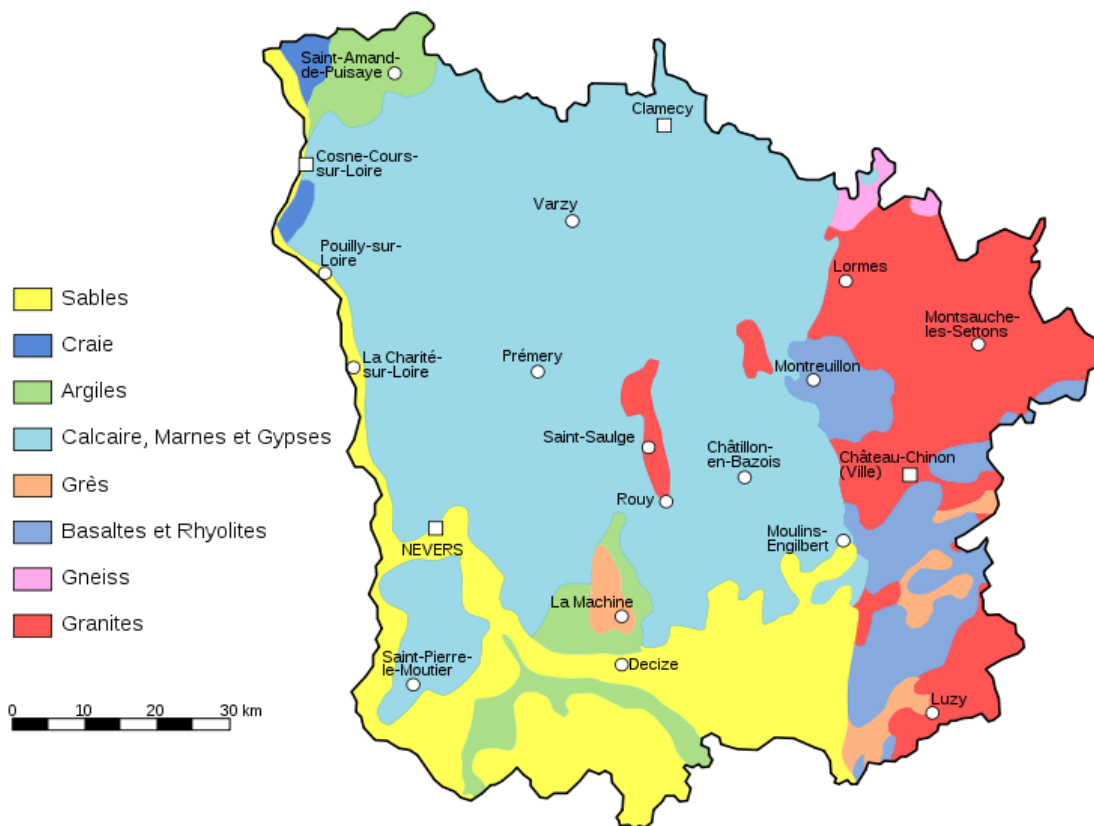 Saint-Amand-
de-Puisaye
Clamecy
Cosne-Cours-
sur-Loire
Varzy
Pouilly-sur-
Loire
Lormes
Montsauche-
les-Settons
La Charité-
sur-Loire
Prémery
Montreuillon
Saint-Saulge
Châtillon-
en-Bazois
Château-Chinon
(Ville)
Rouy
NEVERS
Moulins-
Engilbert
La Machine
Decize
Saint-Pierre-
le-Moutier
Luzy
Sables
Craie
Argiles
Calcaire, Marnes et Gypses
Grès
Basaltes et Rhyolites
Gneiss
Granites
0 10 20 30 km